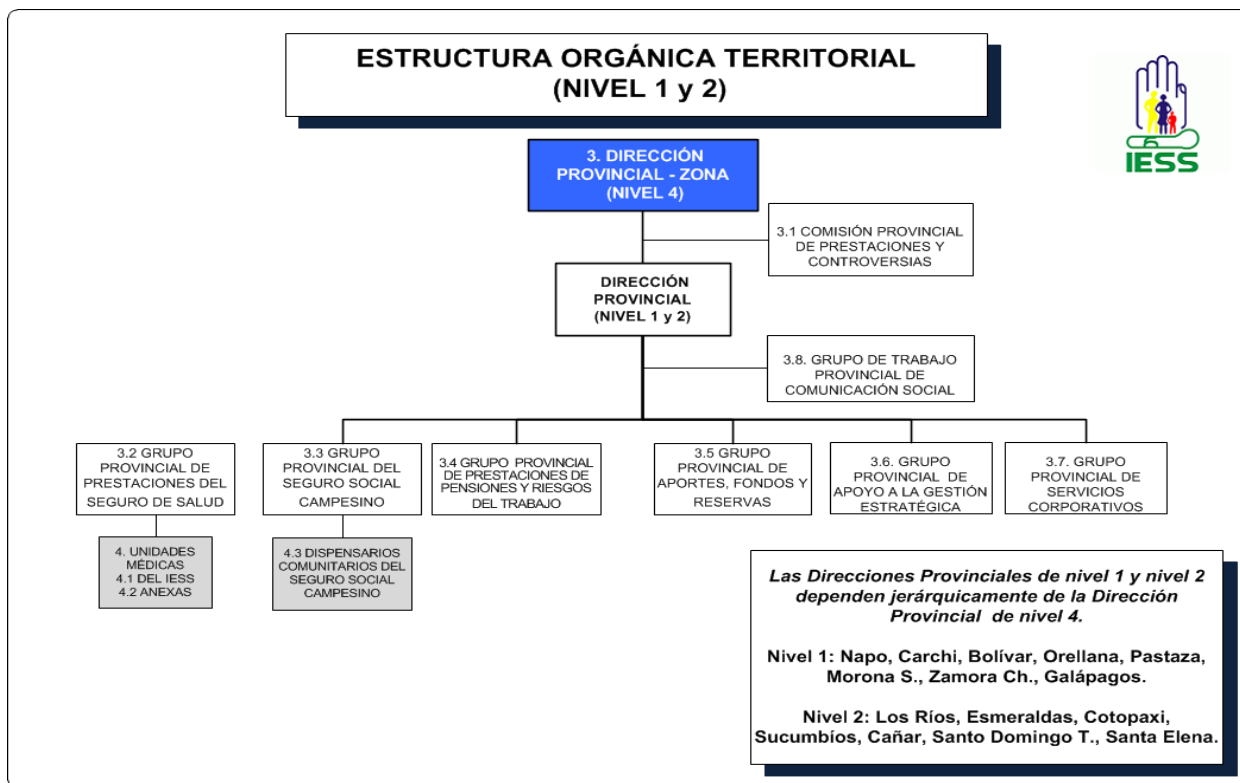 ESTRUCTURA ORGÁNICA TERRITORIAL
(NIVEL 1 y 2)
IESS
3. DIRECCIÓN
PROVINCIAL - ZONA
(NIVEL 4)
3.1 COMISIÓN PROVINCIAL
DE PRESTACIONES Y
CONTROVERSIAS
DIRECCIÓN
PROVINCIAL
(NIVEL 1 y 2)
3.8. GRUPO DE TRABAJO
PROVINCIAL DE
COMUNICACIÓN SOCIAL
3.2 GRUPO
PROVINCIAL DE
PRESTACIONES DEL
SEGURO DE SALUD
3.3 GRUPO
PROVINCIAL DEL
SEGURO SOCIAL
CAMPESINO
3.4 GRUPO PROVINCIAL
DE PRESTACIONES DE
PENSIONES Y RIESGOS
DEL TRABAJO
3.5 GRUPO
PROVINCIAL DE
APORTES, FONDOS Y
RESERVAS
3.6. GRUPO
PROVINCIAL DE
APOYO A LA GESTIÓN
ESTRATÉGICA
3.7. GRUPO
PROVINCIAL DE
SERVICIOS
CORPORATIVOS
4. UNIDADES
MÉDICAS
4.1 DEL IESS
4.2 ANEXAS
4.3 DISPENSARIOS
COMUNITARIOS DEL
SEGURO SOCIAL
CAMPESINO
Las Direcciones Provinciales de nivel 1 y nivel 2
dependen jerárquicamente de la Dirección
Provincial de nivel 4.
Nivel 1: Napo, Carchi, Bolívar, Orellana, Pastaza,
Morona S., Zamora Ch., Galápagos.
Nivel 2: Los Ríos, Esmeraldas, Cotopaxi,
Sucumbíos, Cañar, Santo Domingo T., Santa Elena.